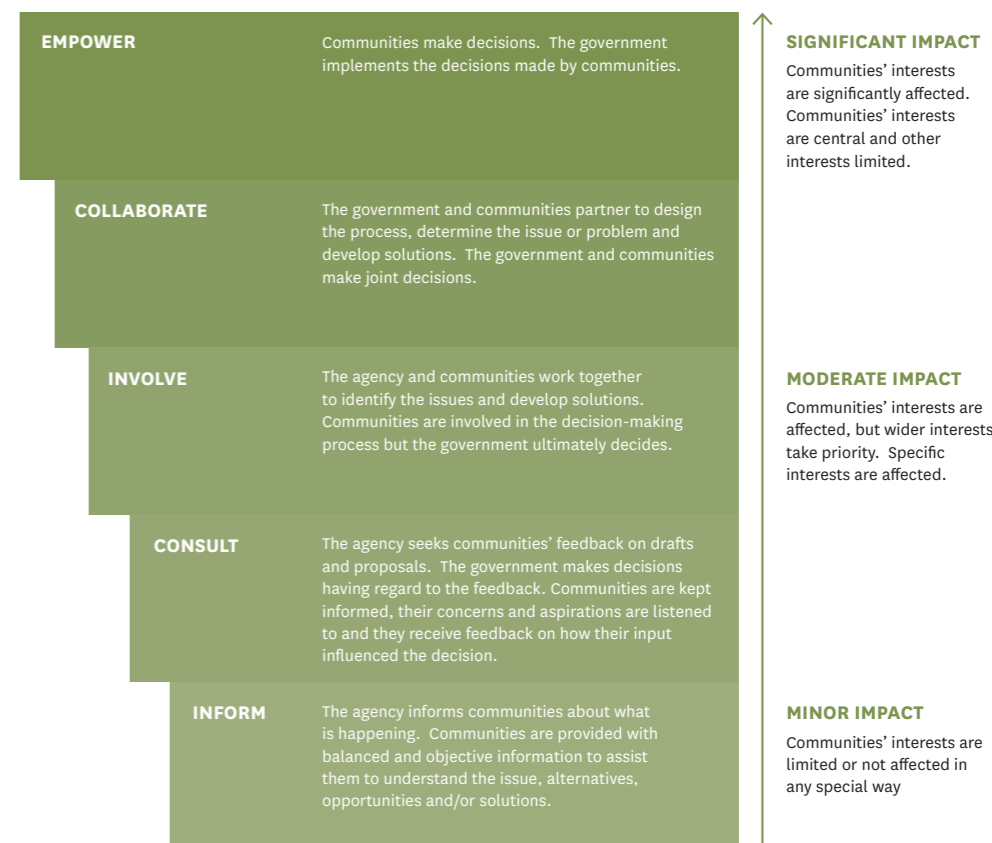 EMPOWER
Communities make decisions. The government
implements the decisions made by communities.
SIGNIFICANT IMPACT
Communities’ interests
are significantly affected.
Communities’ interests
are central and other
interests limited.
COLLABORATE
The government and communities partner to design
the process, determine the issue or problem and
develop solutions. The government and communities
make joint decisions.
INVOLVE
The agency and communities work together
to identify the issues and develop solutions.
Communities are involved in the decision-making
process but the government ultimately decides.
MODERATE IMPACT
Communities’ interests are
affected, but wider interests
take priority. Specific
interests are affected.
CONSULT
The agency seeks communities’ feedback on drafts
and proposals. The government makes decisions
having regard to the feedback. Communities are kept
informed, their concerns and aspirations are listened
to and they receive feedback on how their input
influenced the decision.
INFORM
The agency informs communities about what
is happening. Communities are provided with
balanced and objective information to assist
them to understand the issue, alternatives,
opportunities and/or solutions.
MINOR IMPACT
Communities’ interests are
limited or not affected in
any special way